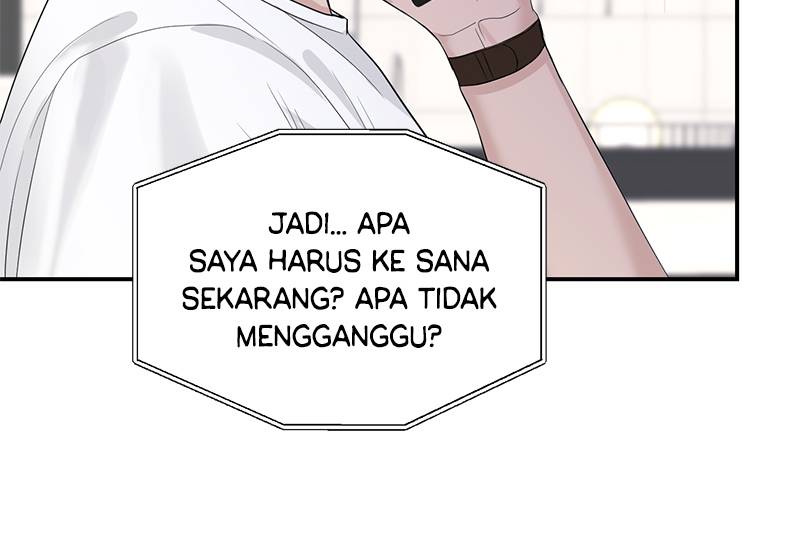 JADI... APA
SAYA HARUS KE SANA
SEKARANG? APA TIDAK
MENGGANGGU?